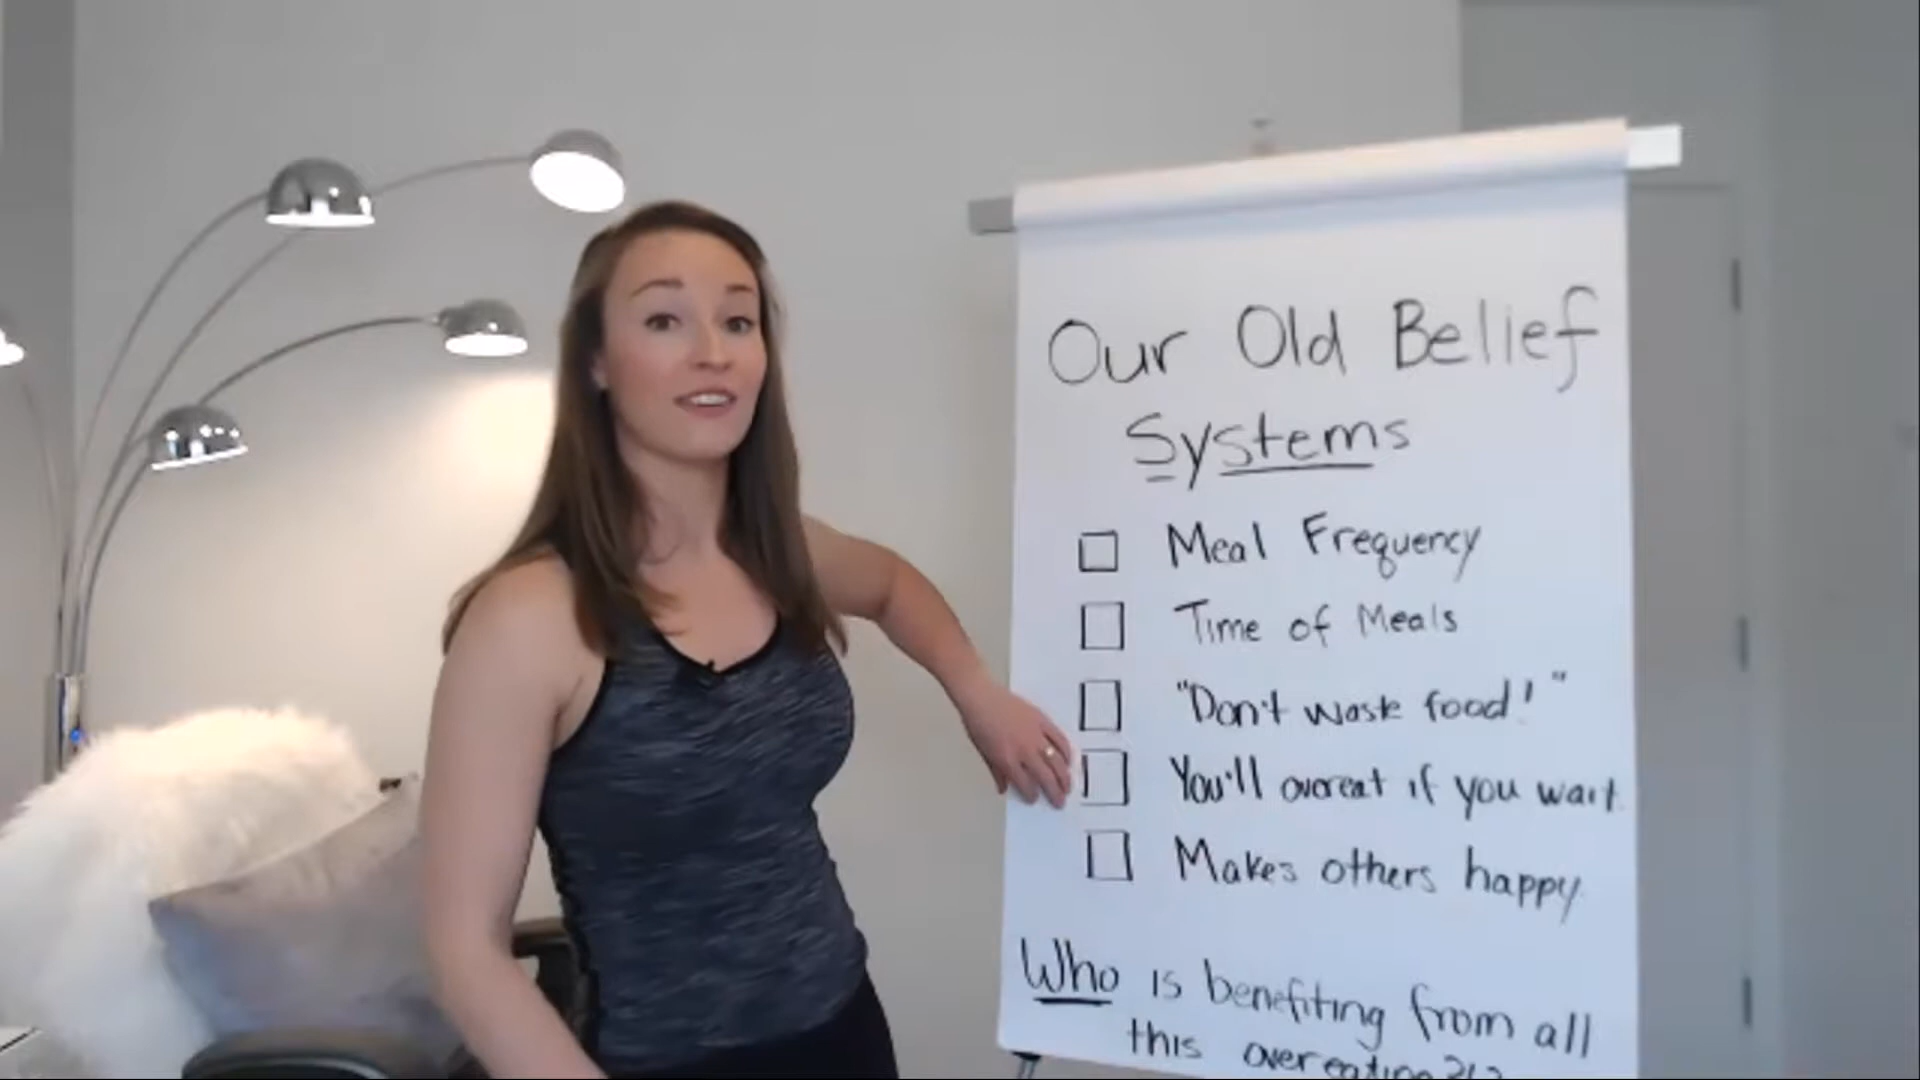 Our Old Belief
Systems
Meal Frequency
Time of Meals
"Don't waste food!"
You'll overeat if you wait
Makes others happy
Who is benefiting from all
this overeating?!?